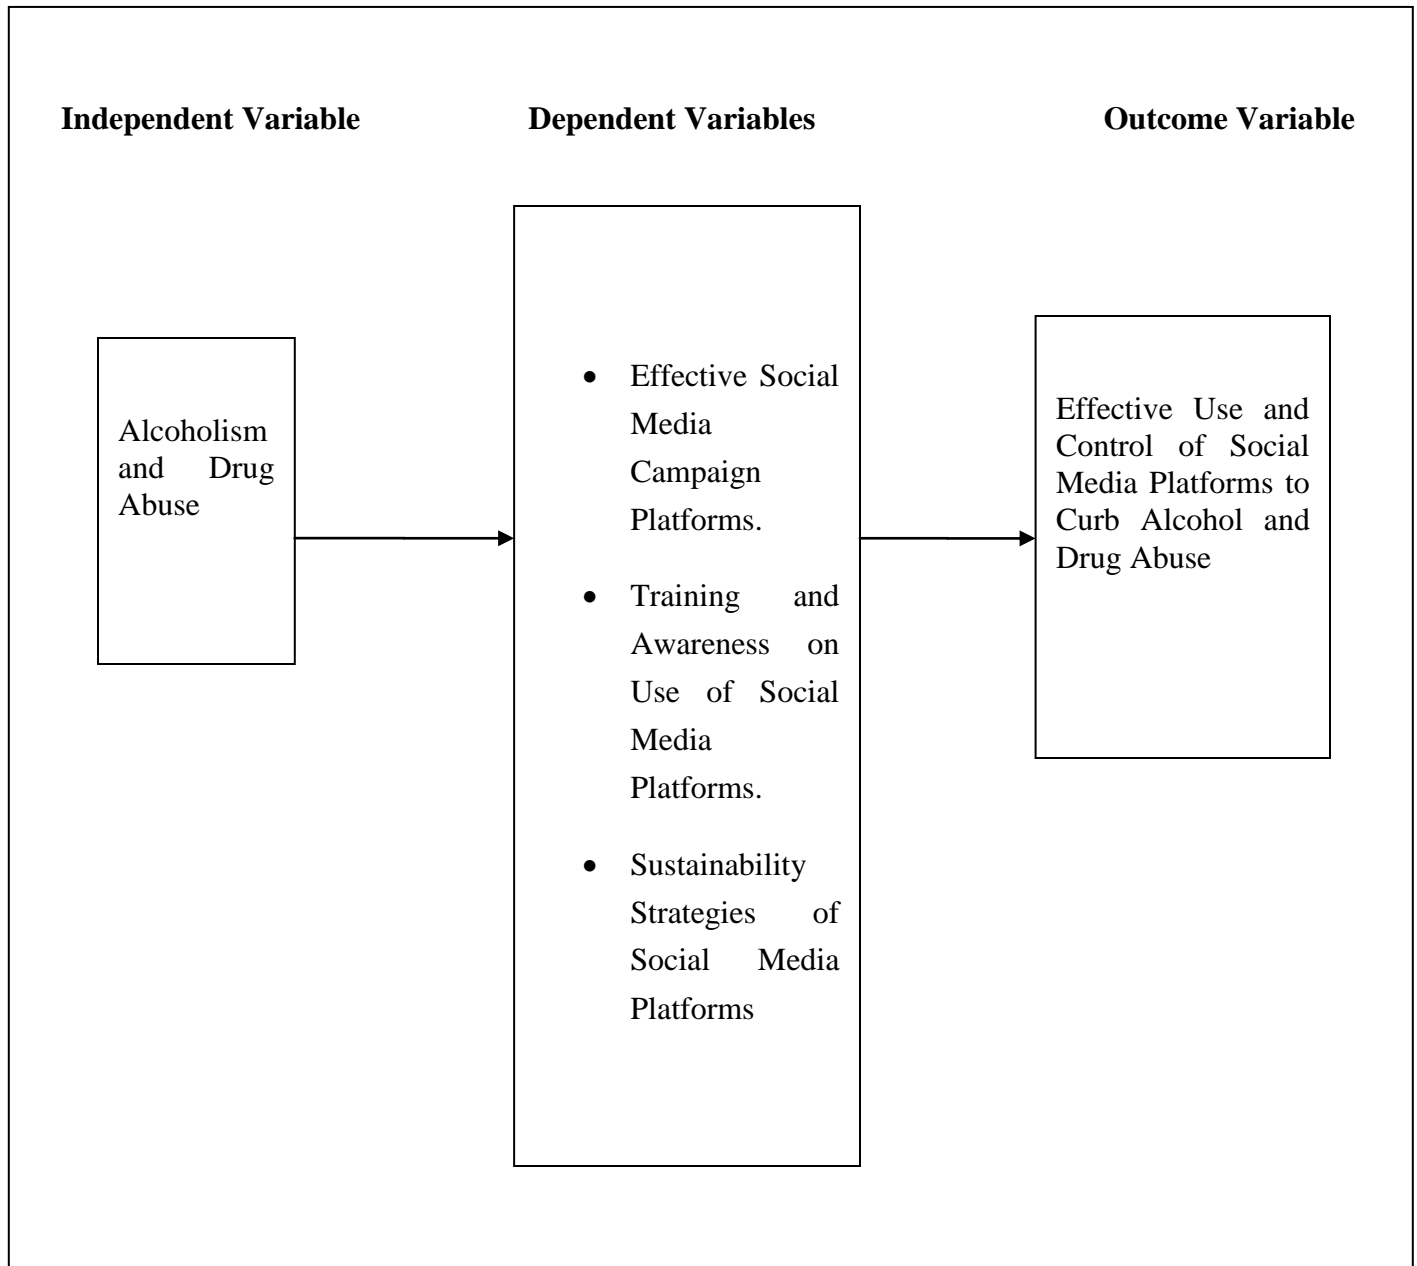 Independent Variable Dependent Variables Outcome Variable
Alcoholism
and Drug
Abuse
• Effective Social
Media
Campaign
Platforms.
• Training and
Awareness on
Use of Social
Media
Platforms.
• Sustainability
Strategies of
Social Media
Platforms
Effective Use and
Control of Social
Media Platforms to
Curb Alcohol and
Drug Abuse